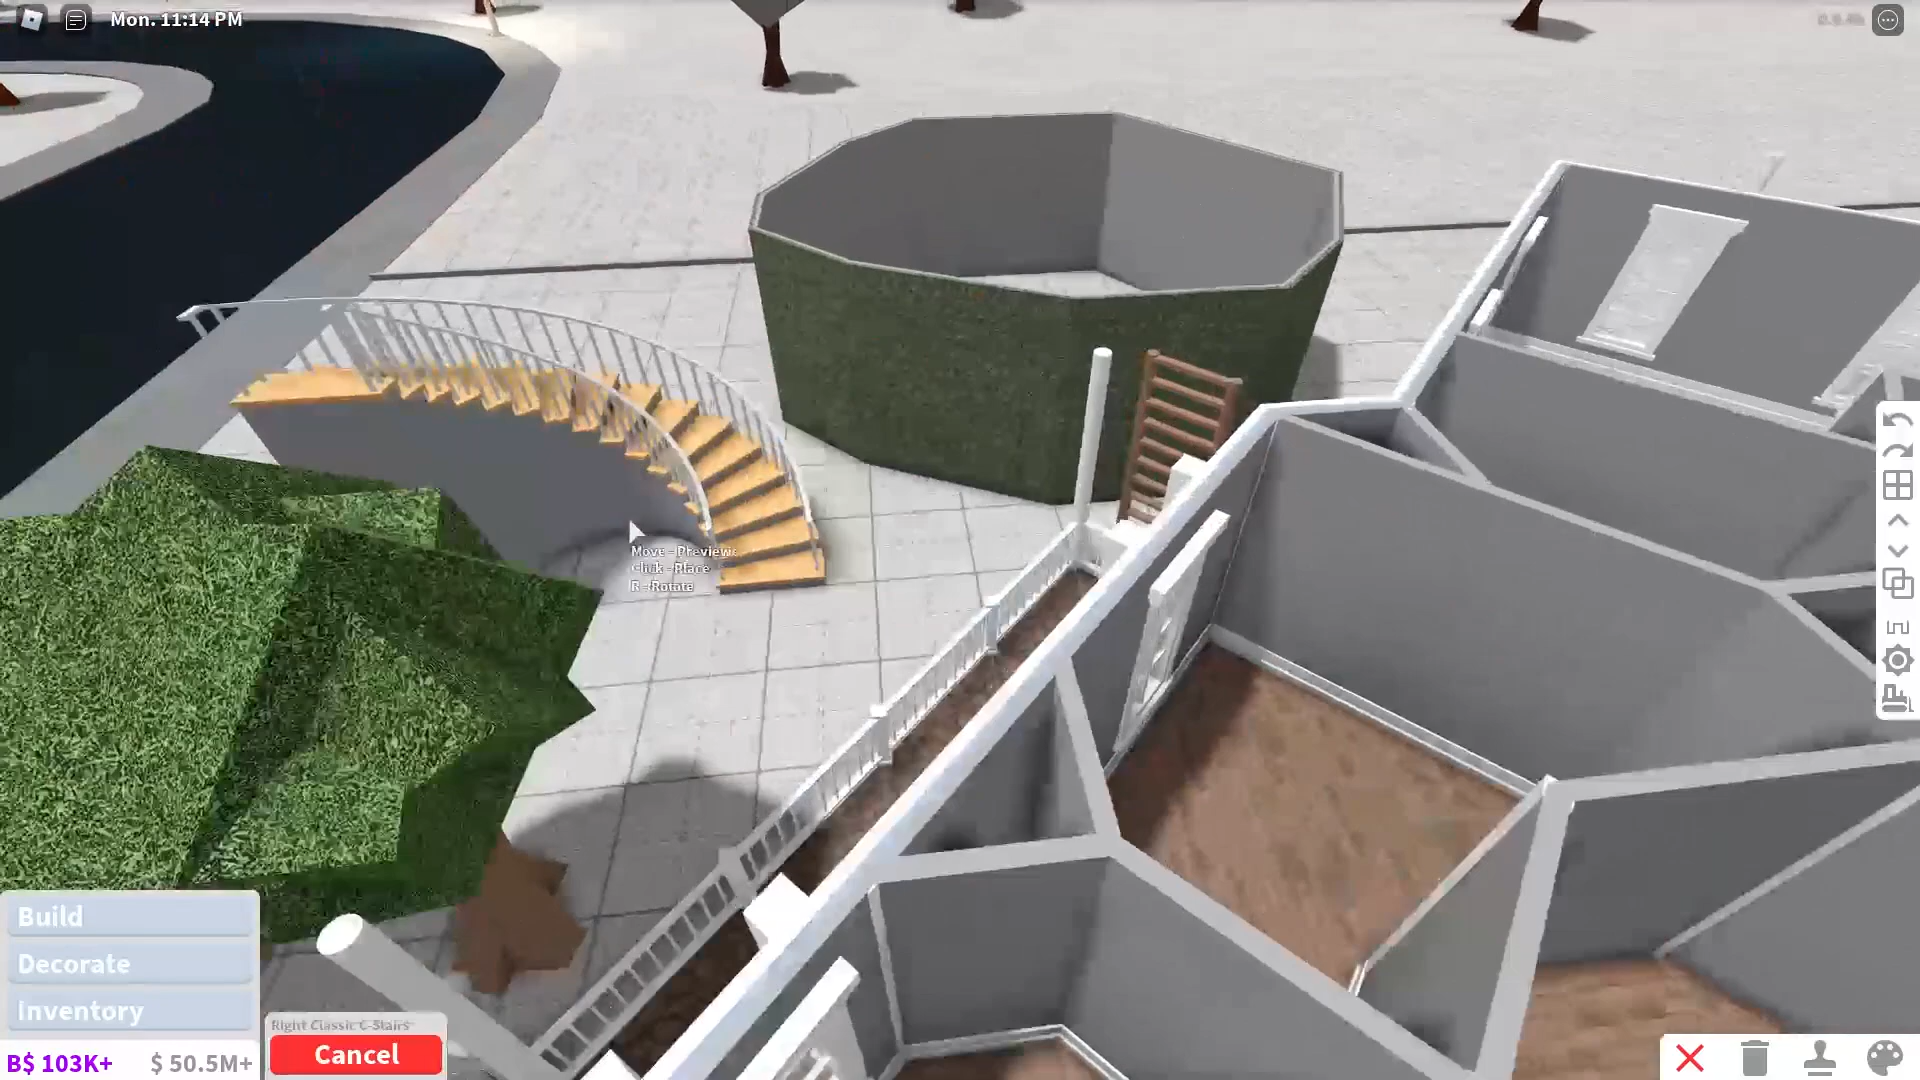 Mon. 11:14 PM
Move - Preview
Click - Place
R - Rotate
Build
Decorate
Inventory
Right Classic C-Stairs
B$ 103K+
$ 50.5M+
Cancel